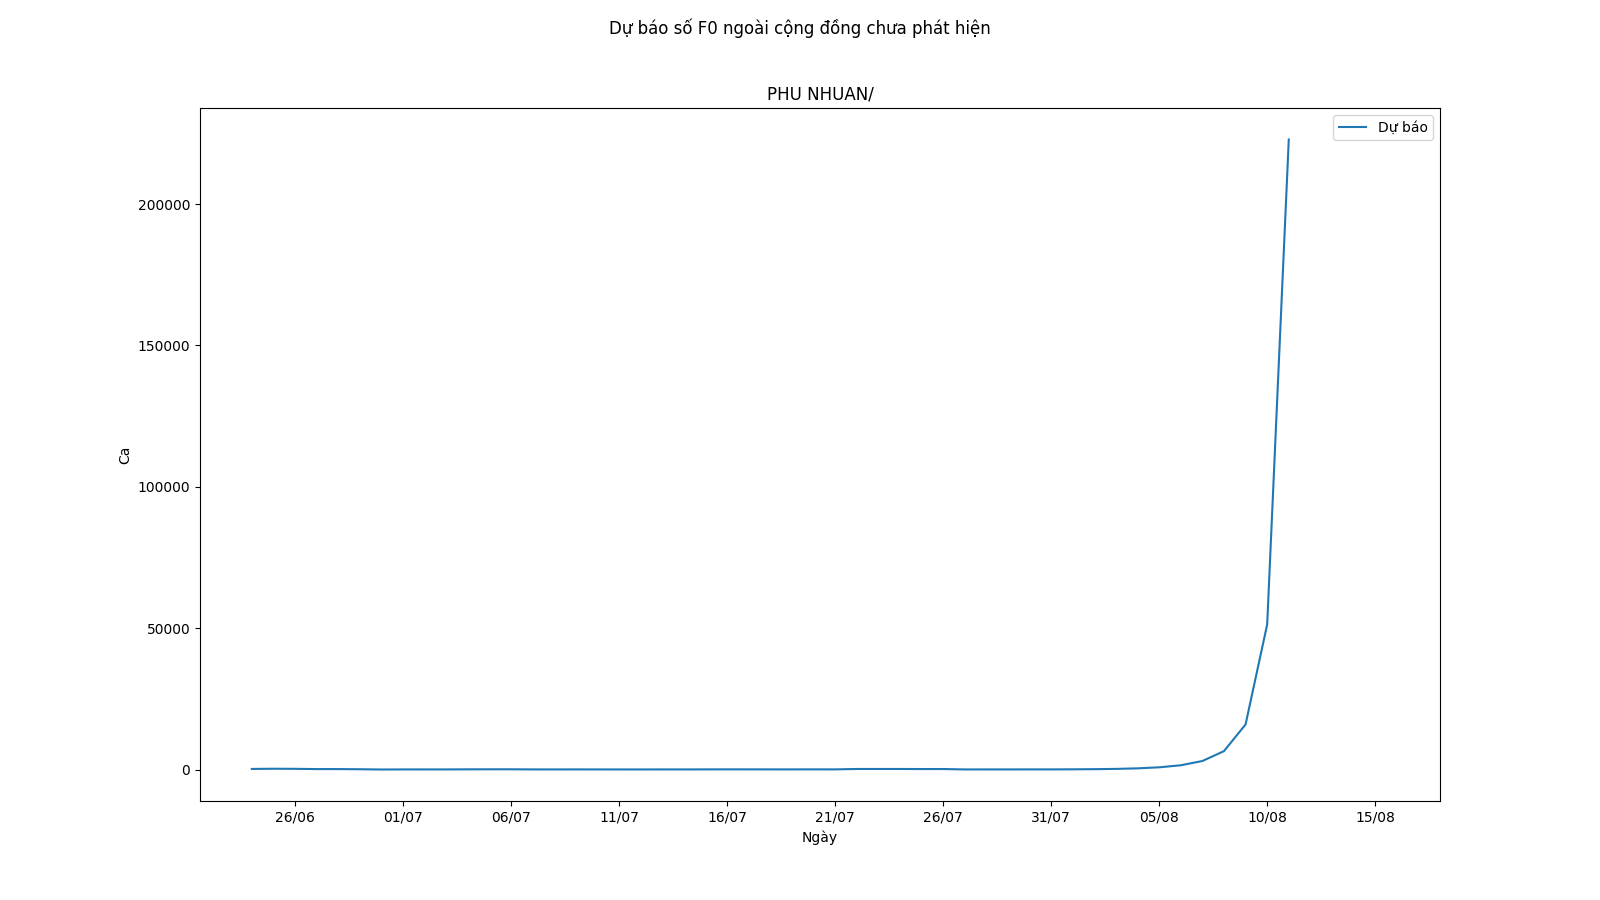 Dự báo số F0 ngoài cộng đồng chưa phát hiện
PHU NHUAN/
Dự báo
200000
150000
Ca
100000
50000
0
26/06 01/07 06/07 11/07 16/07 21/07 26/07 31/07 05/08 10/08 15/08
Ngày